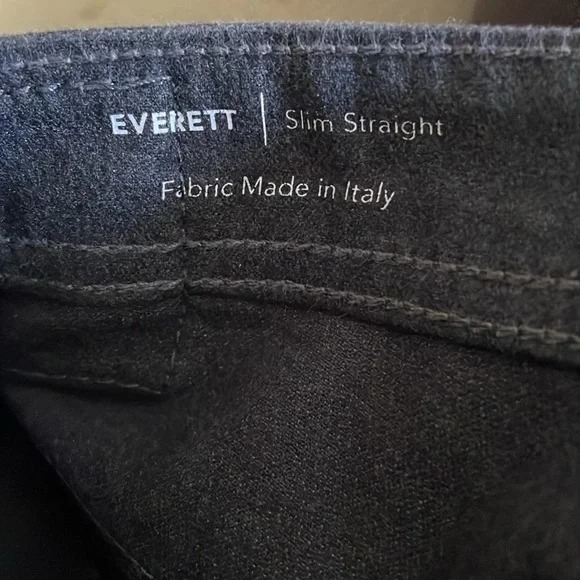 EVERETT | Slim Straight
Fabric Made in Italy